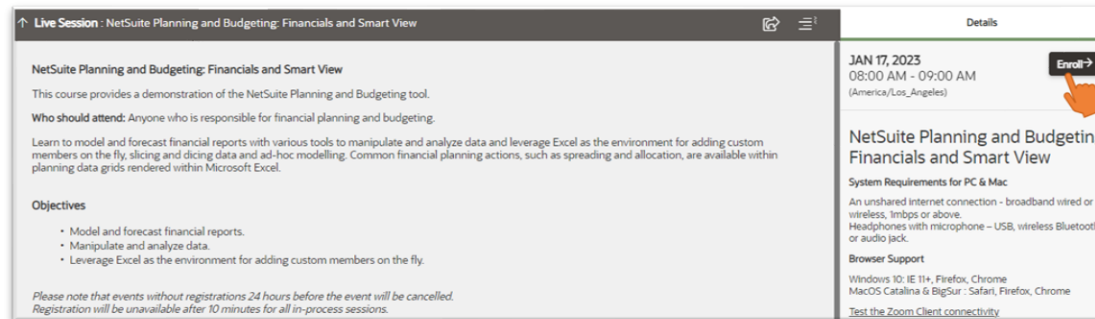 ↑ Live Session : NetSuite Planning and Budgeting: Financials and Smart View
NetSuite Planning and Budgeting: Financials and Smart View
This course provides a demonstration of the NetSuite Planning and Budgeting tool.
Who should attend: Anyone who is responsible for financial planning and budgeting.
Learn to model and forecast financial reports with various tools to manipulate and analyze data and leverage Excel as the environment for adding custom
members on the fly, slicing and dicing data and ad-hoc modelling. Common financial planning actions, such as spreading and allocation, are available within
planning data grids rendered within Microsoft Excel.
Objectives
• Model and forecast financial reports.
• Manipulate and analyze data.
• Leverage Excel as the environment for adding custom members on the fly.
Please note that events without registrations 24 hours before the event will be cancelled.
Registration will be unavailable after 10 minutes for all in-process sessions.
Details
JAN 17, 2023
08:00 AM - 09:00 AM
(America/Los_Angeles)
Enroll→
NetSuite Planning and Budgetin
Financials and Smart View
System Requirements for PC & Mac
An unshared internet connection - broadband wired or
wireless, 1mbps or above.
Headphones with microphone – USB, wireless Bluetooth
or audio jack.
Browser Support
Windows 10: IE 11+, Firefox, Chrome
MacOS Catalina & BigSur : Safari, Firefox, Chrome
Test the Zoom Client connectivity